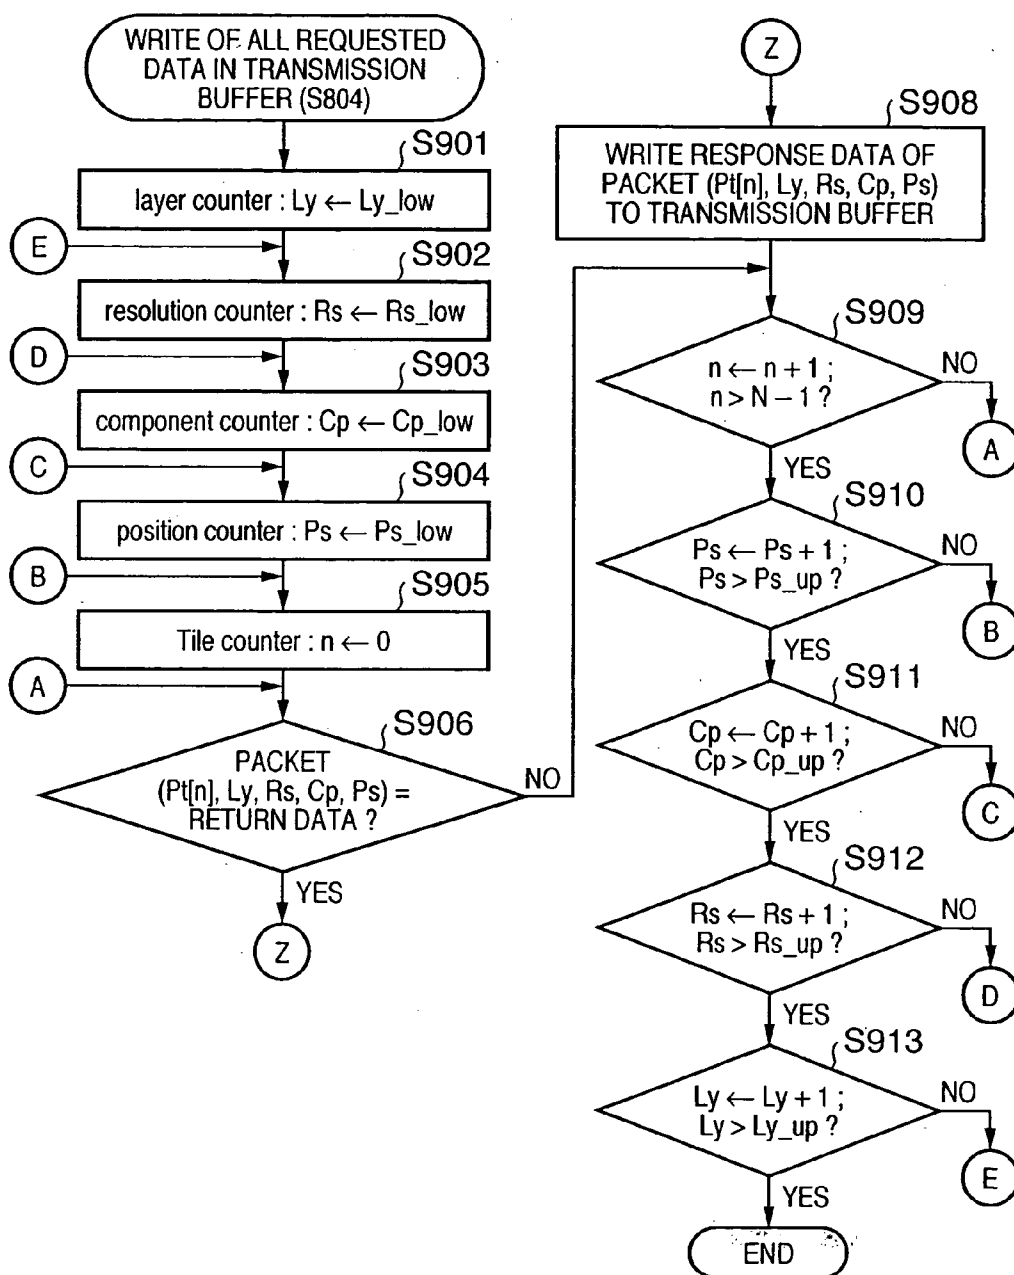 WRITE OF ALL REQUESTED
DATA IN TRANSMISSION
BUFFER (S804)
S901
layer counter : Ly ← Ly_low
E
S902
resolution counter : Rs ← Rs_low
D
S903
component counter : Cp ← Cp_low
C
S904
position counter : Ps ← Ps_low
B
S905
Tile counter : n ← 0
A
S906
PACKET
(Pt[n], Ly, Rs, Cp, Ps) =
RETURN DATA ?
NO
YES
Z
Z
S908
WRITE RESPONSE DATA OF
PACKET (Pt[n], Ly, Rs, Cp, Ps)
TO TRANSMISSION BUFFER
S909
n ← n + 1 ;
n > N – 1 ?
NO
A
YES
S910
Ps ← Ps + 1 ;
Ps > Ps_up ?
NO
B
YES
S911
Cp ← Cp + 1 ;
Cp > Cp_up ?
NO
C
YES
S912
Rs ← Rs + 1 ;
Rs > Rs_up ?
NO
D
YES
S913
Ly ← Ly + 1 ;
Ly > Ly_up ?
NO
E
YES
END